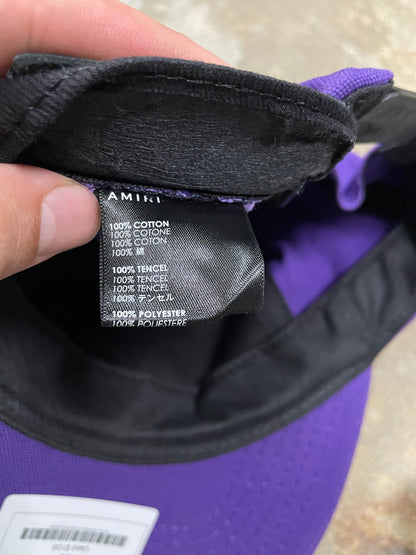 AMIRI
100% COTTON
100% COTONE
100% COTON
100% 綿
100% TENCEL
100% TENCEL
100% TENCEL
100% テンセル
100% POLYESTER
100% POLIESTERE